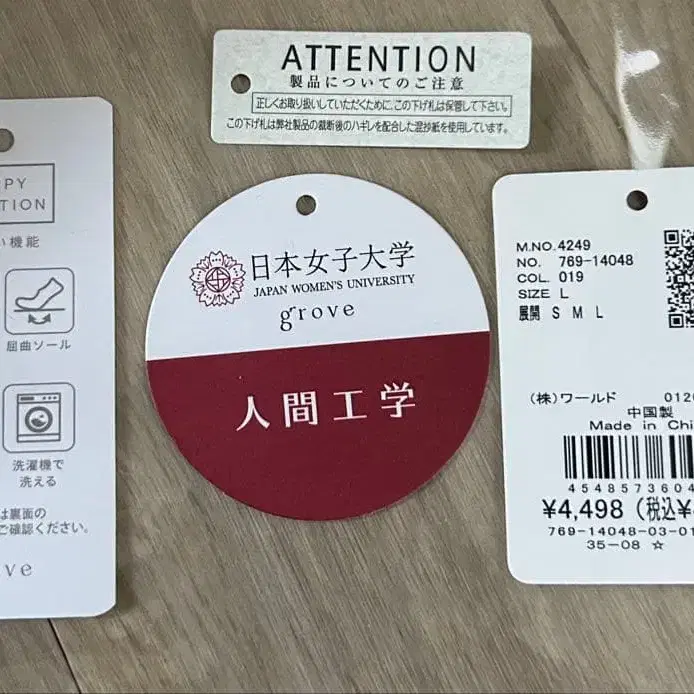 ATTENTION
製品についてのご注意
正しくお取り扱いしていただくために、この下げ札は保管して下さい。
この下げ札は弊社製品の裁断後のハギレを配合した混抄紙を使用しています。
PY
TION
い機能
屈曲ソール
洗濯機で
洗える
は裏面の
ご確認ください。
ve
日本女子大学
JAPAN WOMEN'S UNIVERSITY
grove
人間工学
M.NO.4249
NO. 769-14048
COL. 019
SIZE L
展開 S M L
(株)ワールド 012
中国製
Made in Chi
4548573604
¥4,498 (税込¥
769-14048-03-01
35-08 ☆